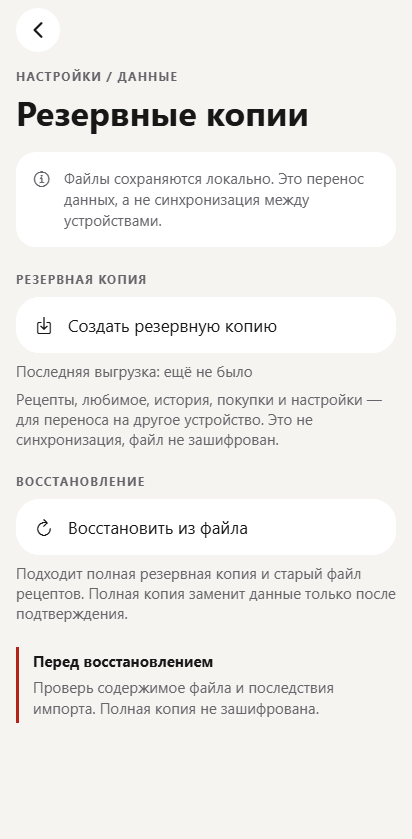 НАСТРОЙКИ / ДАННЫЕ
Резервные копии
Файлы сохраняются локально. Это перенос
данных, а не синхронизация между
устройствами.
РЕЗЕРВНАЯ КОПИЯ
Создать резервную копию
Последняя выгрузка: ещё не было
Рецепты, любимое, история, покупки и настройки —
для переноса на другое устройство. Это не
синхронизация, файл не зашифрован.
ВОССТАНОВЛЕНИЕ
Восстановить из файла
Подходит полная резервная копия и старый файл
рецептов. Полная копия заменит данные только после
подтверждения.
Перед восстановлением
Проверь содержимое файла и последствия
импорта. Полная копия не зашифрована.